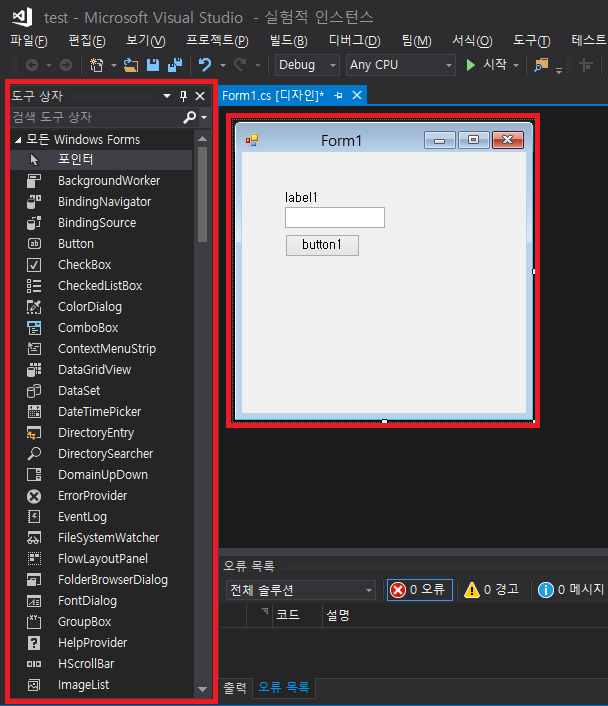 test - Microsoft Visual Studio - 실험적 인스턴스
파일(F) 편집(E) 보기(V) 프로젝트(P) 빌드(B) 디버그(D) 팀(M) 서식(O) 도구(T) 테스트
Debug Any CPU 시작
도구 상자
검색 도구 상자
모든 Windows Forms
포인터
BackgroundWorker
BindingNavigator
BindingSource
Button
CheckBox
CheckedListBox
ColorDialog
ComboBox
ContextMenuStrip
DataGridView
DataSet
DateTimePicker
DirectoryEntry
DirectorySearcher
DomainUpDown
ErrorProvider
EventLog
FileSystemWatcher
FlowLayoutPanel
FolderBrowserDialog
FontDialog
GroupBox
HelpProvider
HScrollBar
ImageList
Form1.cs [디자인]*
Form1
label1
button1
오류 목록
전체 솔루션 0 오류 0 경고 0 메시지
코드 설명
출력 오류 목록